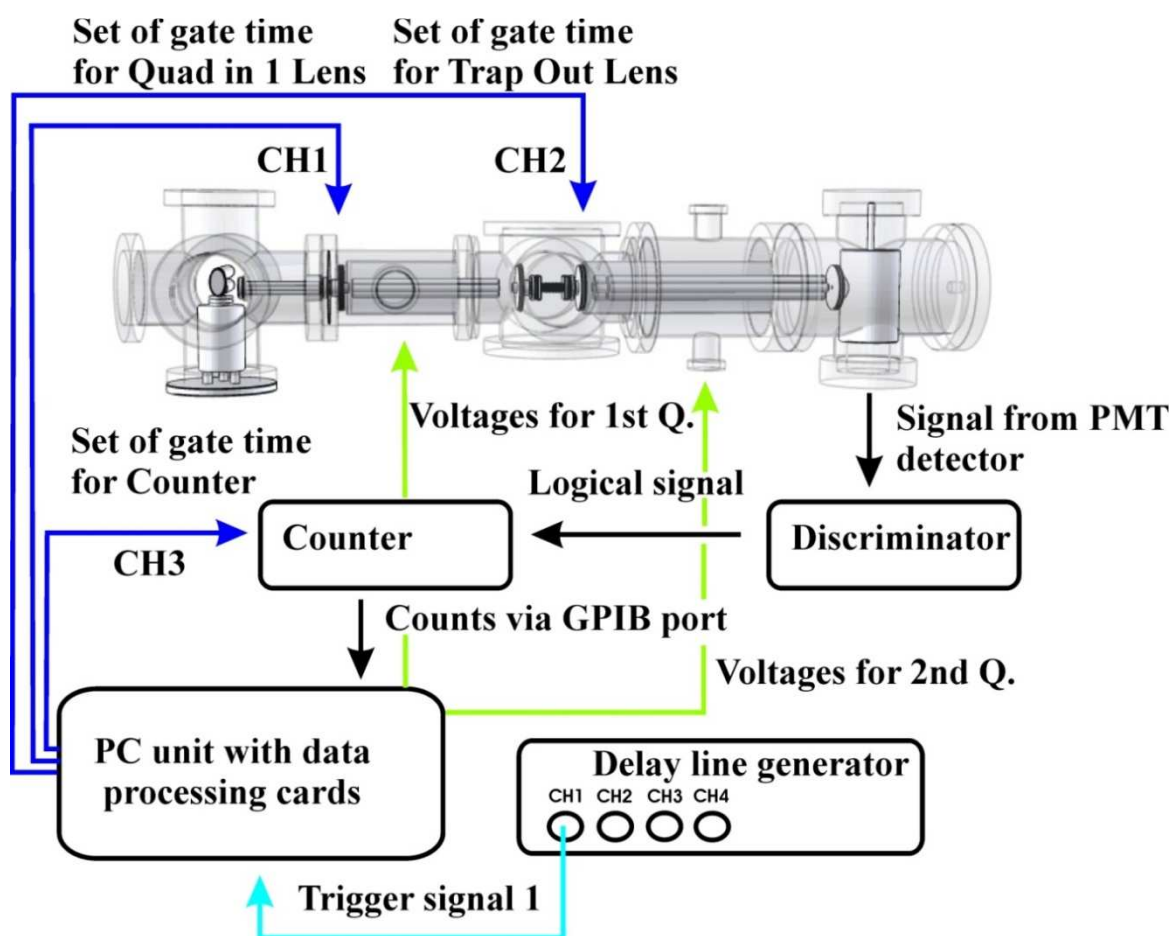 Set of gate time
for Quad in 1 Lens
Set of gate time
for Trap Out Lens
CH1
CH2
Voltages for 1st Q.
Signal from PMT
detector
Set of gate time
for Counter
Logical signal
Counter
Discriminator
CH3
Counts via GPIB port
Voltages for 2nd Q.
PC unit with data
processing cards
Delay line generator
CH1 CH2 CH3 CH4
Trigger signal 1